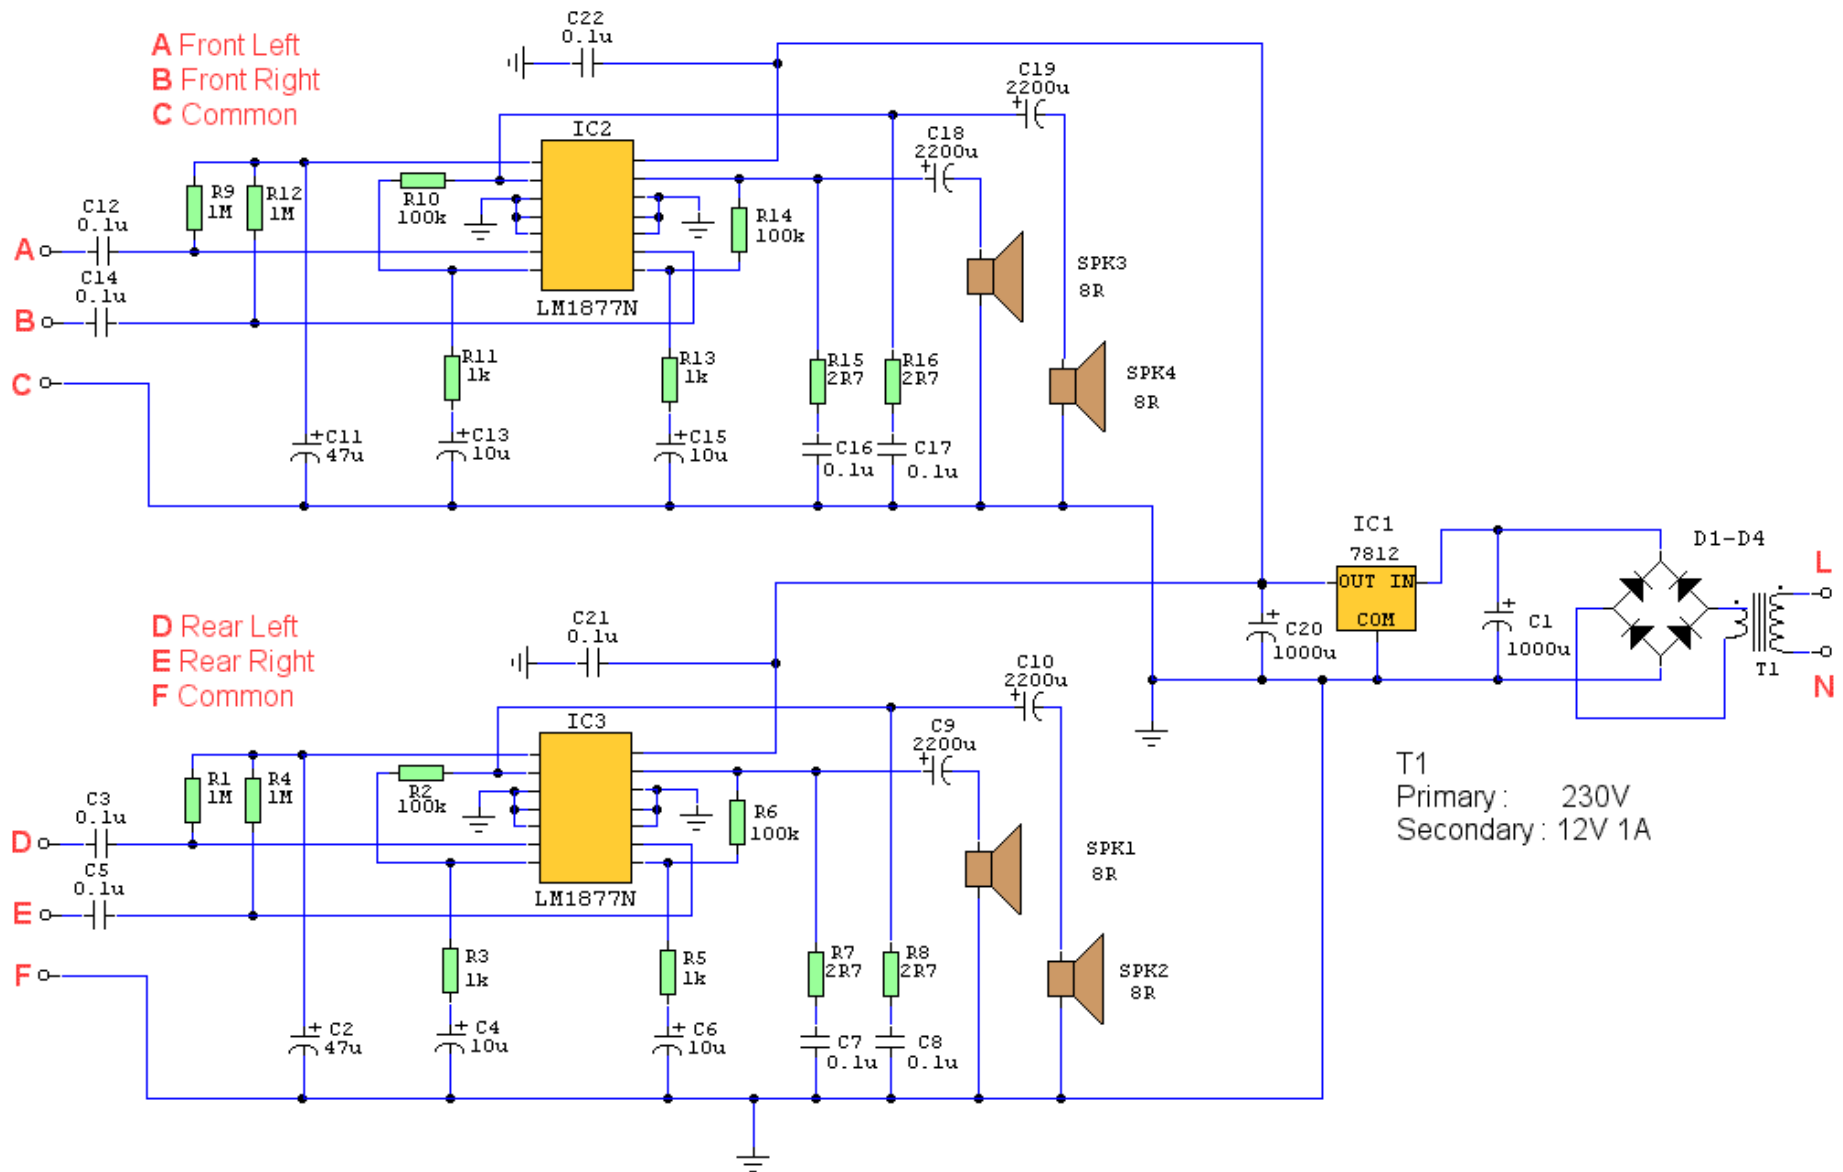 A Front Left
B Front Right
C Common
C22
0.1u
C19
2200u
IC2
C18
2200u
R9
1M
R12
1M
R10
100k
R14
100k
C12
0.1u
A
C14
0.1u
B
LM1877N
SPK3
8R
C
R11
1k
R13
1k
R15
2R7
R16
2R7
SPK4
8R
C11
47u
C13
10u
C15
10u
C16
0.1u
C17
0.1u
IC1
7812
OUT IN
COM
D1-D4
L
D Rear Left
E Rear Right
F Common
C21
0.1u
C20
1000u
C1
1000u
T1
N
C10
2200u
IC3
C9
2200u
R1
1M
R4
1M
R2
100k
R6
100k
C3
0.1u
D
C5
0.1u
E
LM1877N
SPK1
8R
T1
Primary : 230V
Secondary : 12V 1A
F
R3
1k
R5
1k
R7
2R7
R8
2R7
SPK2
8R
C2
47u
C4
10u
C6
10u
C7
0.1u
C8
0.1u